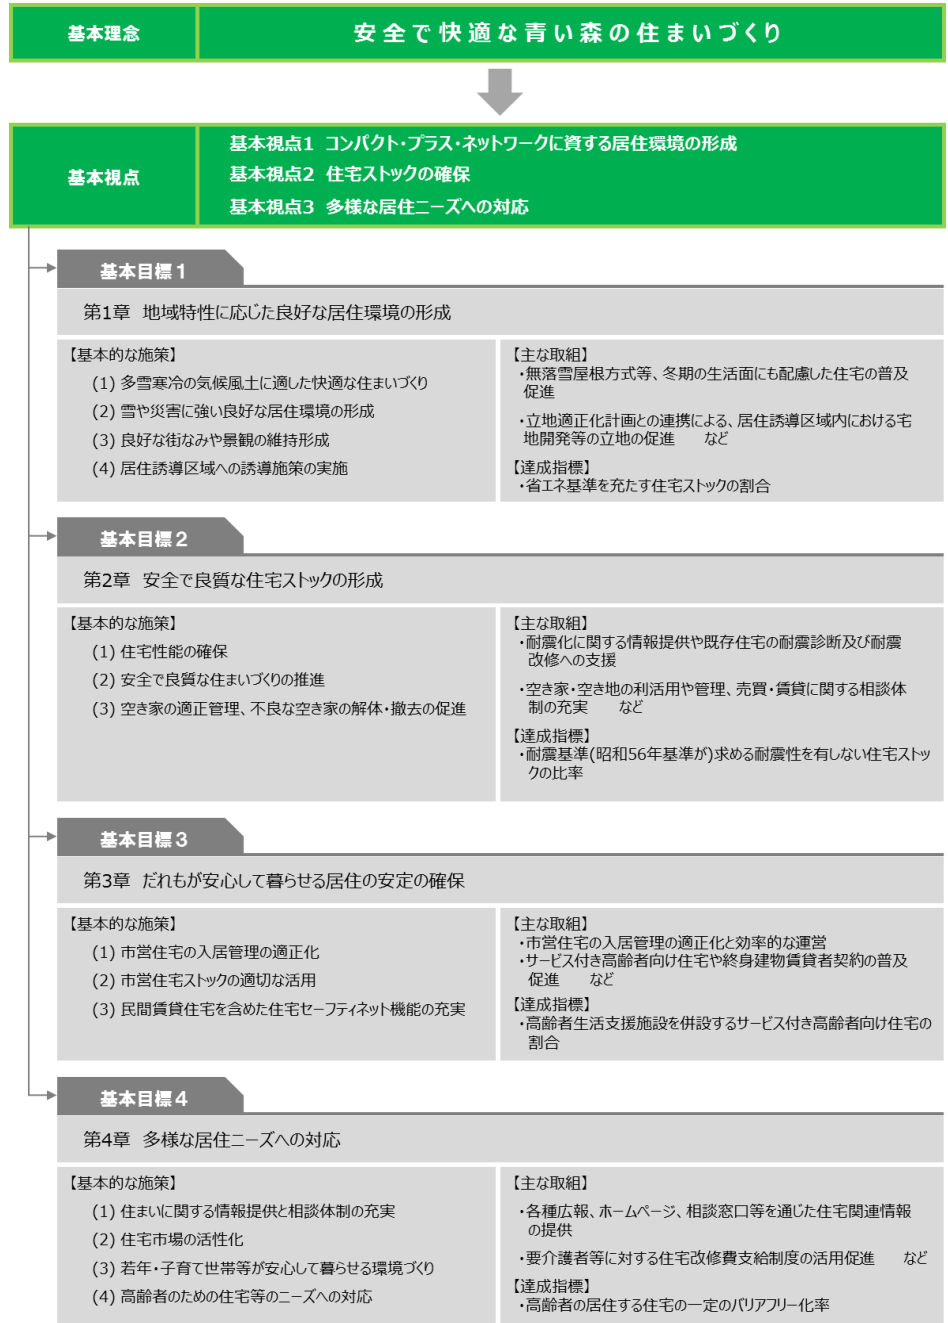 基本理念
安全で快適な青い森の住まいづくり
基本視点
基本視点1 コンパクト・プラス・ネットワークに資する居住環境の形成
基本視点2 住宅ストックの確保
基本視点3 多様な居住ニーズへの対応
基本目標1
第1章 地域特性に応じた良好な居住環境の形成
【基本的な施策】
(1) 多雪寒冷の気候風土に適した快適な住まいづくり
(2) 雪や災害に強い良好な居住環境の形成
(3) 良好な街なみや景観の維持形成
(4) 居住誘導区域への誘導施策の実施
【主な取組】
・無落雪屋根方式等、冬期の生活面にも配慮した住宅の普及
促進
・立地適正化計画との連携による、居住誘導区域内における宅
地開発等の立地の促進 など
【達成指標】
・省エネ基準を充たす住宅ストックの割合
基本目標2
第2章 安全で良質な住宅ストックの形成
【基本的な施策】
(1) 住宅性能の確保
(2) 安全で良質な住まいづくりの推進
(3) 空き家の適正管理、不良な空き家の解体・撤去の促進
【主な取組】
・耐震化に関する情報提供や既存住宅の耐震診断及び耐震
改修への支援
・空き家・空き地の利活用や管理、売買・賃貸に関する相談体
制の充実 など
【達成指標】
・耐震基準(昭和56年基準が)求める耐震性を有しない住宅ストッ
クの比率
基本目標3
第3章 だれもが安心して暮らせる居住の安定の確保
【基本的な施策】
(1) 市営住宅の入居管理の適正化
(2) 市営住宅ストックの適切な活用
(3) 民間賃貸住宅を含めた住宅セーフティネット機能の充実
【主な取組】
・市営住宅の入居管理の適正化と効率的な運営
・サービス付き高齢者向け住宅や終身建物賃貸者契約の普及
促進 など
【達成指標】
・高齢者生活支援施設を併設するサービス付き高齢者向け住宅の
割合
基本目標4
第4章 多様な居住ニーズへの対応
【基本的な施策】
(1) 住まいに関する情報提供と相談体制の充実
(2) 住宅市場の活性化
(3) 若年・子育て世帯等が安心して暮らせる環境づくり
(4) 高齢者のための住宅等のニーズへの対応
【主な取組】
・各種広報、ホームページ、相談窓口等を通じた住宅関連情報
の提供
・要介護者等に対する住宅改修費支給制度の活用促進 など
【達成指標】
・高齢者の居住する住宅の一定のバリアフリー化率